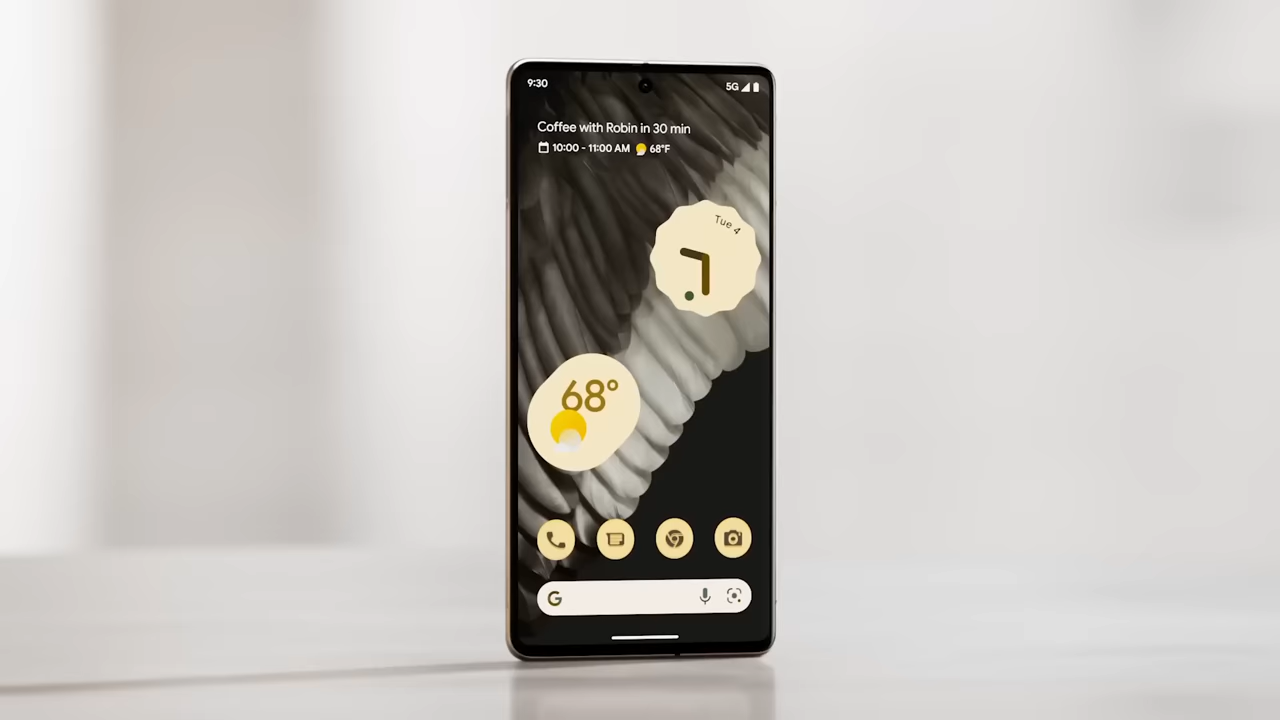 9:30
5G
Coffee with Robin in 30 min
10:00 - 11:00 AM 68°F
Tue 4
68°
G